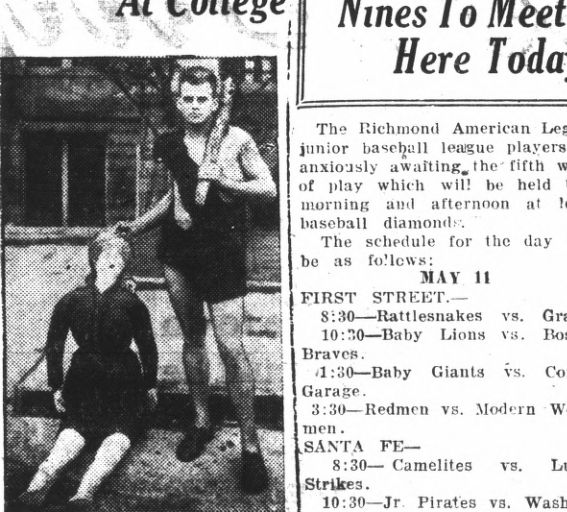 At College
Nines To Meet
Here Today
The Richmond American Leg
junior baseball league players
anxiously awaiting the fifth w
of play which will be held t
morning and afternoon at l
baseball diamonds.
The schedule for the day
be as follows:
MAY 11
FIRST STREET.—
8:30—Rattlesnakes vs. Gra
10:30—Baby Lions vs. Bos
Braves.
1:30—Baby Giants vs. Co
Garage.
3:30—Redmen vs. Modern W
men.
SANTA FE—
8:30— Camelites vs. Lu
Strikes.
10:30—Jr. Pirates vs. Wash